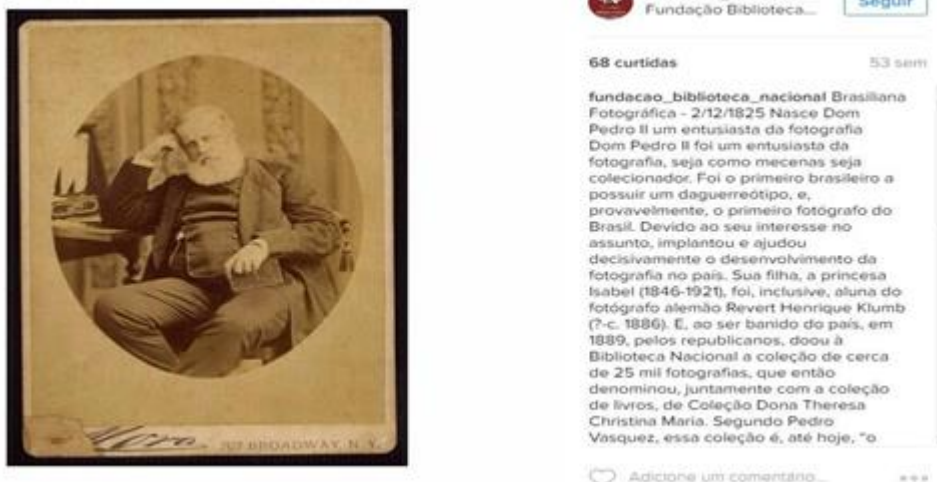 Fundação Biblioteca...
Seguir
68 curtidas
53 sem
fundacao_biblioteca_nacional Brasiliana
Fotográfica - 2/12/1825 Nasce Dom
Pedro II um entusiasta da fotografia
Dom Pedro II foi um entusiasta da
fotografia, seja como mecenas seja
colecionador. Foi o primeiro brasileiro a
possuir um daguerreótipo, e,
provavelmente, o primeiro fotógrafo do
Brasil. Devido ao seu interesse no
assunto, implantou e ajudou
decisivamente o desenvolvimento da
fotografia no país. Sua filha, a princesa
Isabel (1846-1921), foi, inclusive, aluna do
fotógrafo alemão Revert Henrique Klumb
(?-c. 1886). E, ao ser banido do país, em
1889, pelos republicanos, doou à
Biblioteca Nacional a coleção de cerca
de 25 mil fotografias, que então
denominou, juntamente com a coleção
de livros, de Coleção Dona Theresa
Christina Maria. Segundo Pedro
Vasquez, essa coleção é, até hoje, "o
Adicione um comentário...
Mora 707 BROADWAY, N.Y.